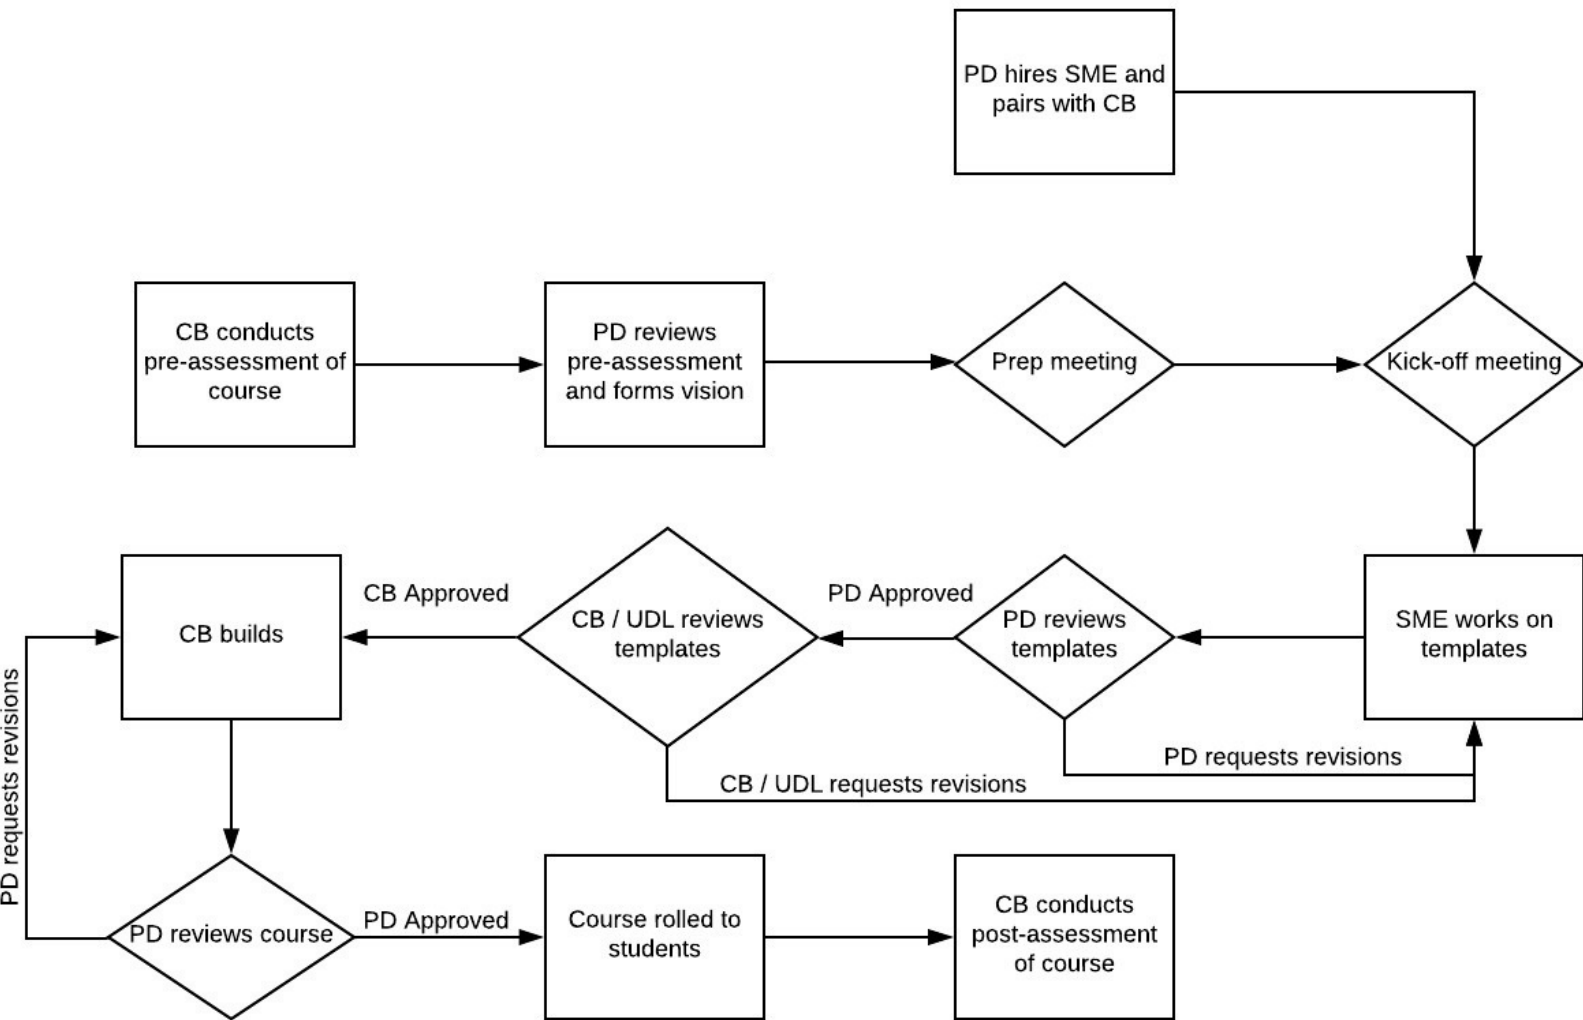 PD hires SME and
pairs with CB
CB conducts
pre-assessment of
course
PD reviews
pre-assessment
and forms vision
Prep meeting
Kick-off meeting
CB builds
CB Approved
CB / UDL reviews
templates
PD Approved
PD reviews
templates
SME works on
templates
PD requests revisions
CB / UDL requests revisions
PD requests revisions
PD reviews course
PD Approved
Course rolled to
students
CB conducts
post-assessment
of course